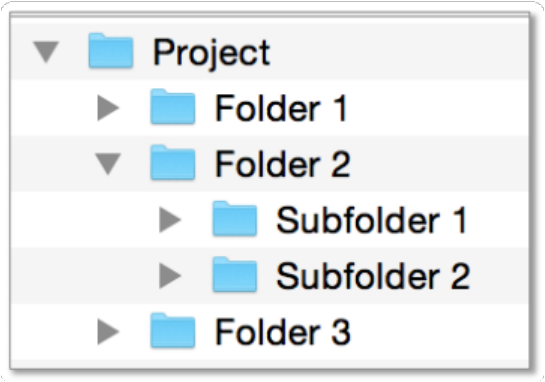 Project
Folder 1
Folder 2
Subfolder 1
Subfolder 2
Folder 3